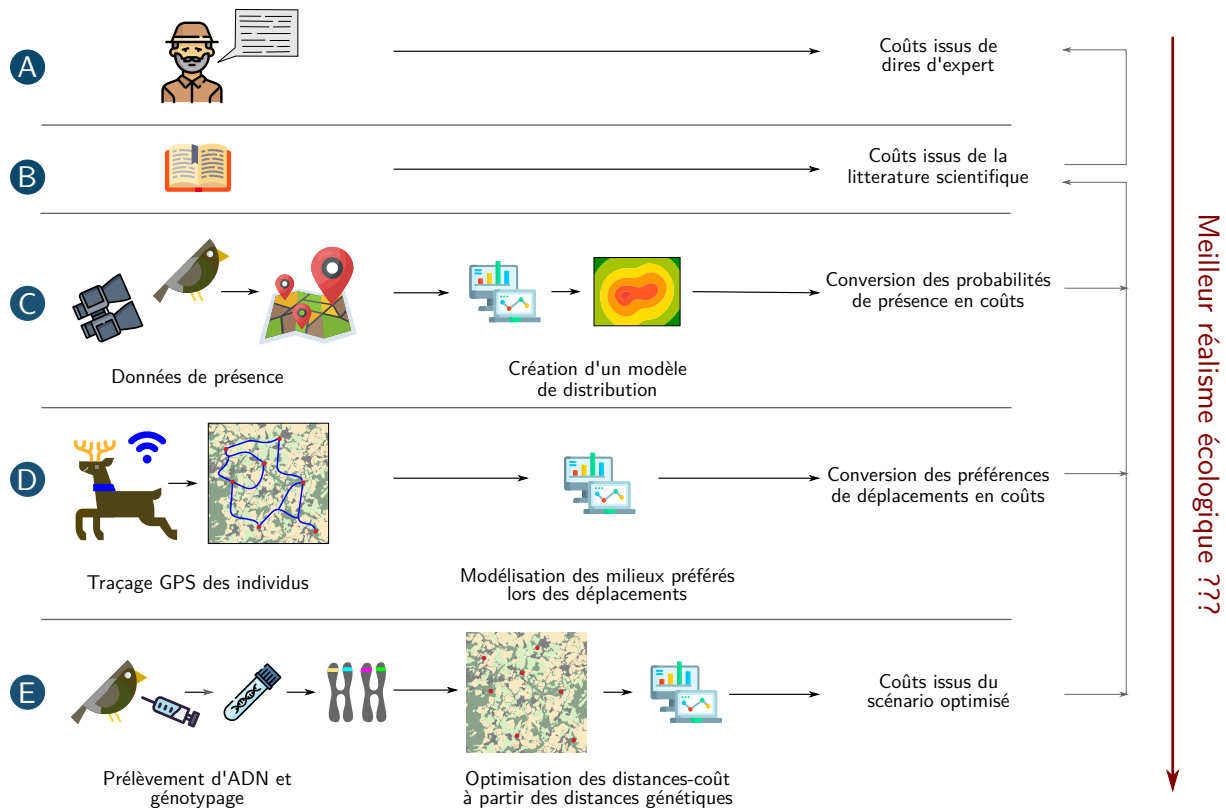 A
Coûts issus de
dires d'expert
B
Coûts issus de la
litterature scientifique
C
Conversion des probabilités
de présence en coûts
Données de présence
Création d'un modèle
de distribution
D
Conversion des préférences
de déplacements en coûts
Traçage GPS des individus
Modélisation des milieux préférés
lors des déplacements
E
Coûts issus du
scénario optimisé
Prélèvement d'ADN et
génotypage
Optimisation des distances-coût
à partir des distances génétiques
Meilleur réalisme écologique ???